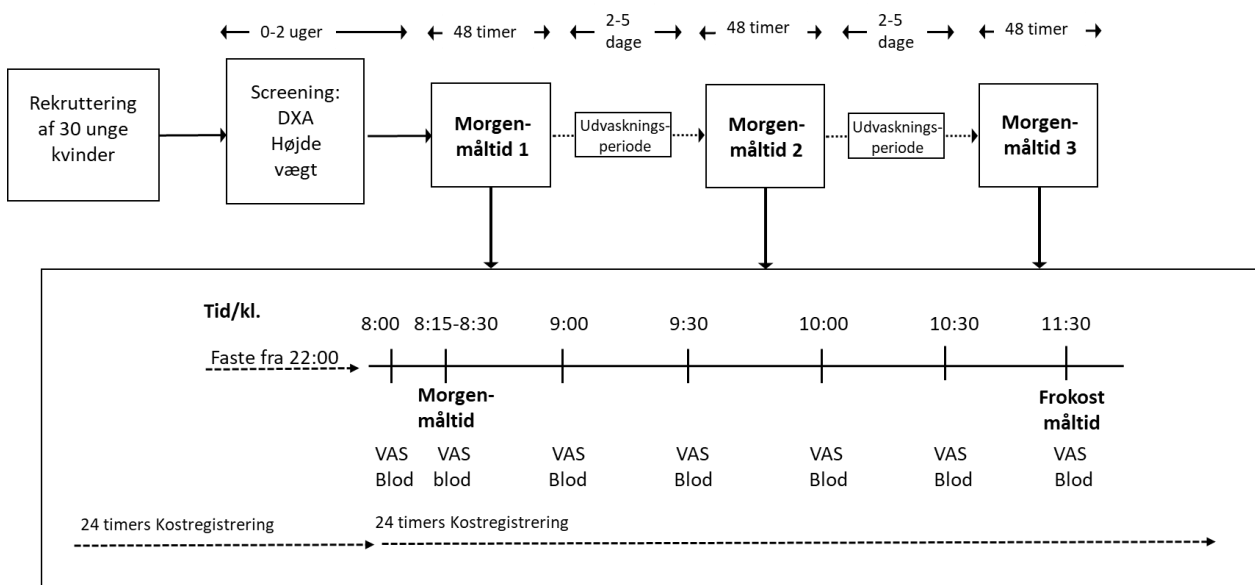 0-2 uger
48 timer
2-5
dage
48 timer
2-5
dage
48 timer
Rekruttering
af 30 unge
kvinder
Screening:
DXA
Højde
vægt
Morgen-
måltid 1
Udvasknings-
periode
Morgen-
måltid 2
Udvasknings-
periode
Morgen-
måltid 3
Tid/kl.
8:00 8:15-8:30 9:00 9:30 10:00 10:30 11:30
Faste fra 22:00
Morgen-
måltid
Frokost
måltid
VAS VAS VAS VAS VAS VAS VAS
Blod blod Blod Blod Blod Blod Blod
24 timers Kostregistrering
24 timers Kostregistrering